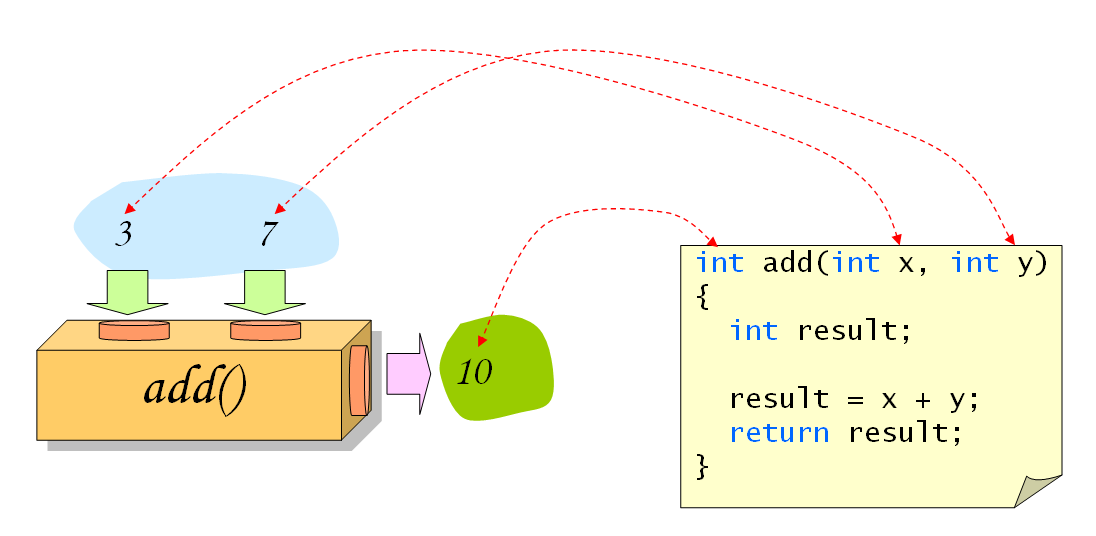 3 7
add()
10
int add(int x, int y)
{
  int result;

  result = x + y;
  return result;
}